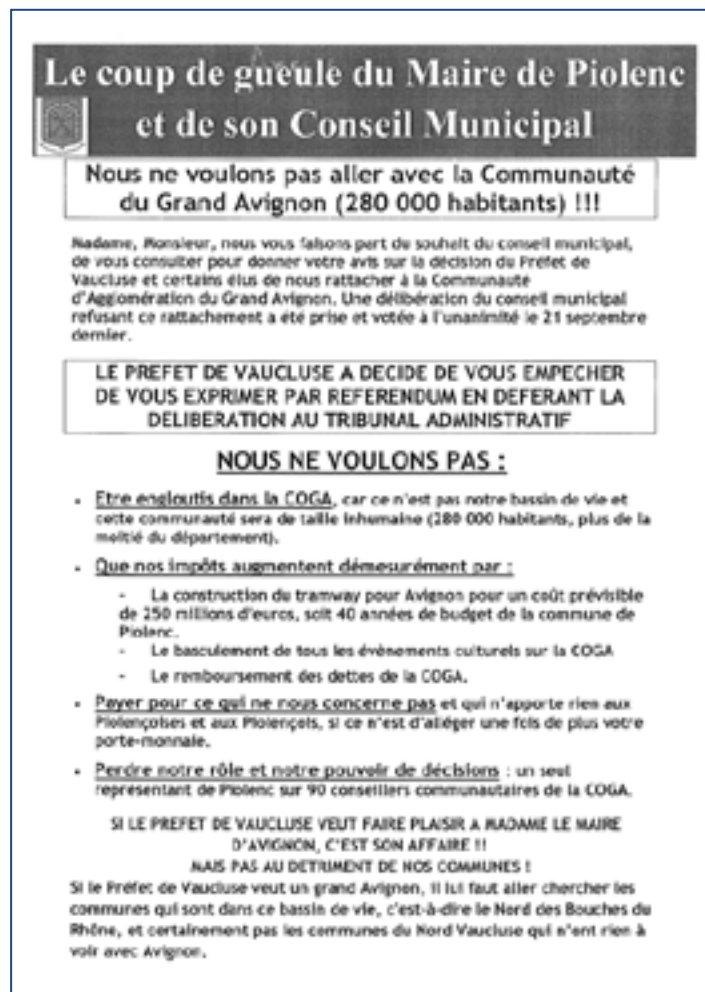 Le coup de gueule du Maire de Piolenc
et de son Conseil Municipal
Nous ne voulons pas aller avec la Communauté
du Grand Avignon (280 000 habitants) !!!
Madame, Monsieur, nous vous faisons part du souhait du conseil municipal,
de vous consulter pour donner votre avis sur la décision du Préfet de
Vaucluse et certains élus de nous rattacher à la Communauté
d'Agglomération du Grand Avignon. Une délibération du conseil municipal
refusant ce rattachement a été prise et votée à l'unanimité le 21 septembre
dernier.
LE PREFET DE VAUCLUSE A DECIDE DE VOUS EMPECHER
DE VOUS EXPRIMER PAR REFERENDUM EN DEFERANT LA
DELIBERATION AU TRIBUNAL ADMINISTRATIF
NOUS NE VOULONS PAS :
• Etre engloutis dans la COGA, car ce n'est pas notre bassin de vie et
cette communauté sera de taille inhumaine (280 000 habitants, plus de la
moitié du département).
• Que nos impôts augmentent démesurément par :
- La construction du tramway pour Avignon pour un coût prévisible
de 250 millions d'euros, soit 40 années de budget de la commune de
Piolenc.
- Le basculement de tous les évènements culturels sur la COGA
- Le remboursement des dettes de la COGA.
• Payer pour ce qui ne nous concerne pas et qui n'apporte rien aux
Piolençoises et aux Piolençois, si ce n'est d'alléger une fois de plus votre
porte-monnaie.
• Perdre notre rôle et notre pouvoir de décisions : un seul
représentant de Piolenc sur 90 conseillers communautaires de la COGA.
SI LE PREFET DE VAUCLUSE VEUT FAIRE PLAISIR A MADAME LE MAIRE
D'AVIGNON, C'EST SON AFFAIRE !!
MAIS PAS AU DETRIMENT DE NOS COMMUNES !
Si le Préfet de Vaucluse veut un grand Avignon, il lui faut aller chercher les
communes qui sont dans ce bassin de vie, c'est-à-dire le Nord des Bouches du
Rhône, et certainement pas les communes du Nord Vaucluse qui n'ont rien à
voir avec Avignon.